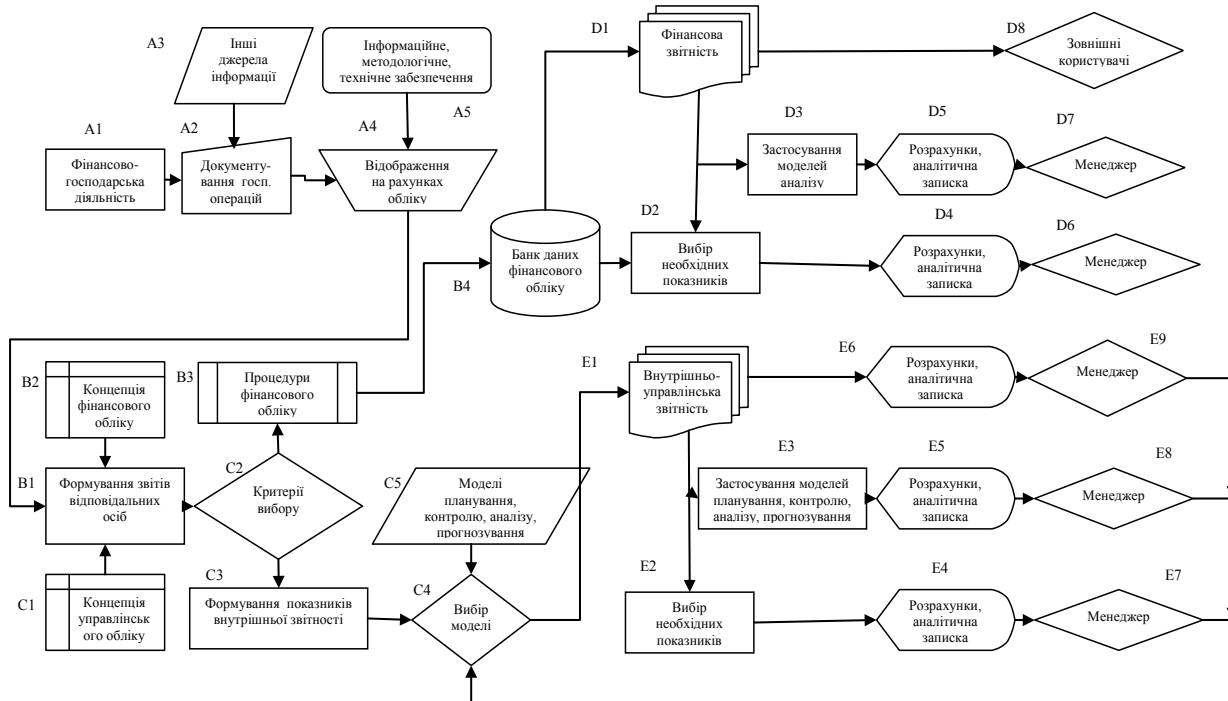 A3
Інші
джерела
інформації
Інформаційне,
методологічне,
технічне забезпечення
A5
A1
Фінансово-
господарська
діяльність
A2
Документу-
вання госп.
операцій
A4
Відображення
на рахунках
обліку
D1
Фінансова
звітність
D8
Зовнішні
користувачі
D3
Застосування
моделей
аналізу
D5
Розрахунки,
аналітична
записка
D7
Менеджер
B4
Банк даних
фінансового
обліку
D2
Вибір
необхідних
показників
D4
Розрахунки,
аналітична
записка
D6
Менеджер
B2
Концепція
фінансового
обліку
B3
Процедури
фінансового
обліку
B1
Формування звітів
відповідальних
осіб
C2
Критерії
вибору
C1
Концепція
управлінськ
ого обліку
C3
Формування показників
внутрішньої звітності
C5
Моделі
планування,
контролю, аналізу,
прогнозування
C4
Вибір
моделі
E1
Внутрішньо-
управлінська
звітність
E6
Розрахунки,
аналітична
записка
E9
Менеджер
E3
Застосування моделей
планування, контролю,
аналізу, прогнозування
E5
Розрахунки,
аналітична
записка
E8
Менеджер
E2
Вибір
необхідних
показників
E4
Розрахунки,
аналітична
записка
E7
Менеджер